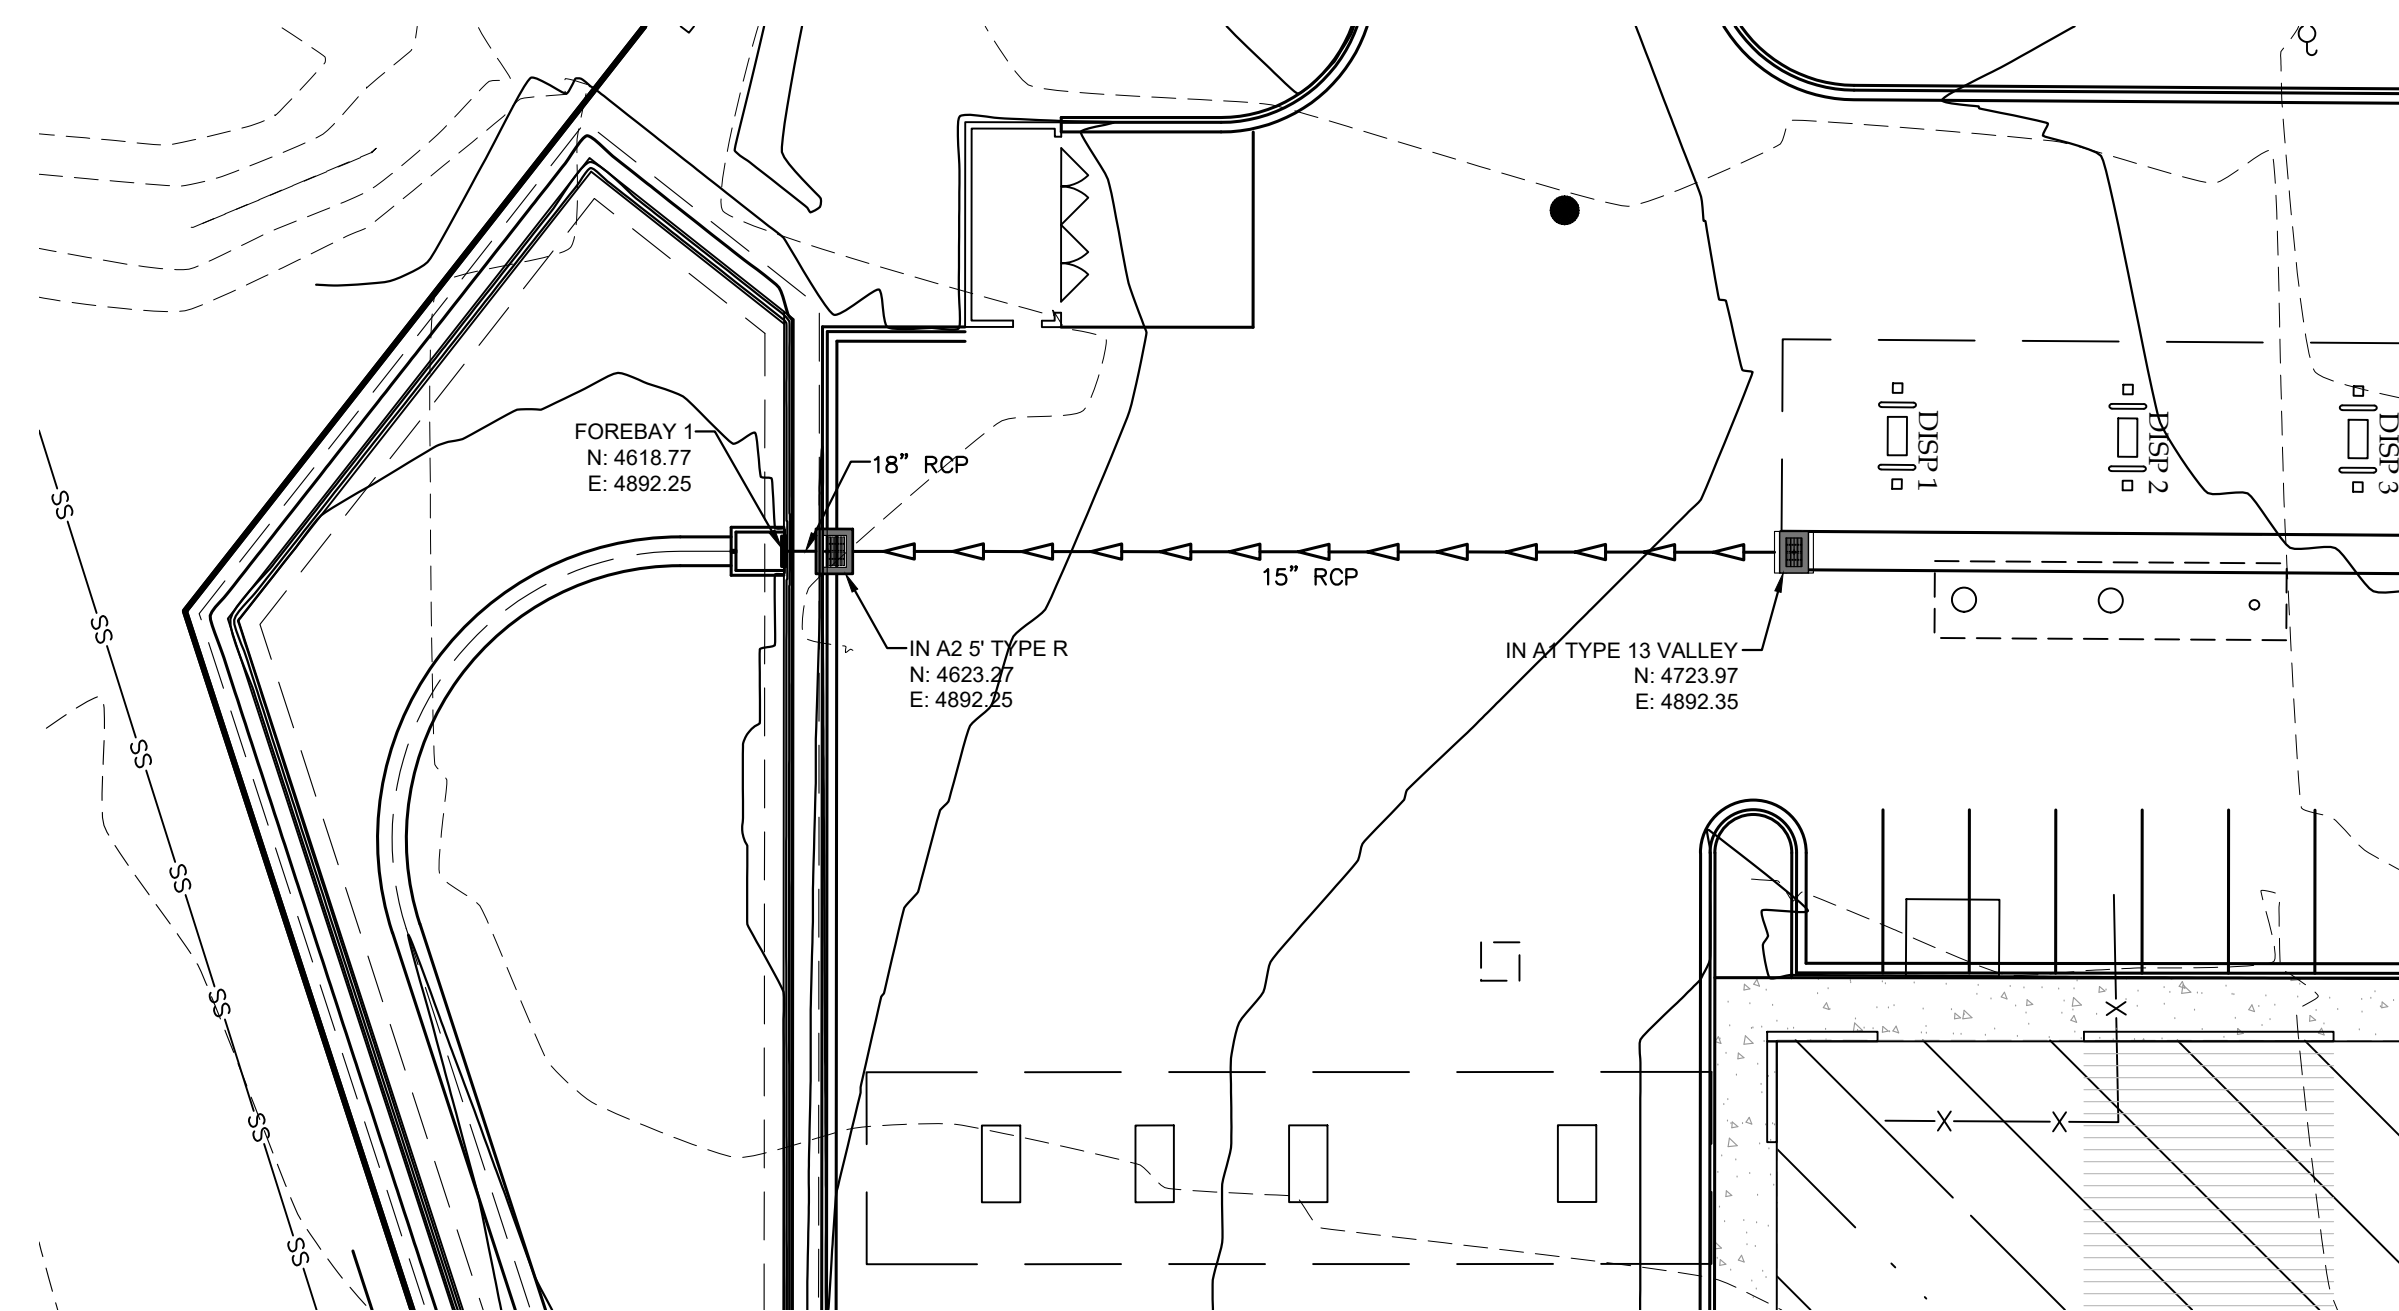 FOREBAY 1
N: 4618.77
E: 4892.25
18” RCP
15” RCP
IN A2 5' TYPE R
N: 4623.27
E: 4892.25
IN A1 TYPE 13 VALLEY
N: 4723.97
E: 4892.35
DISP 1
DISP 2
DISP 3
SS
SS
SS
SS
SS
SS
SS
X
X
X